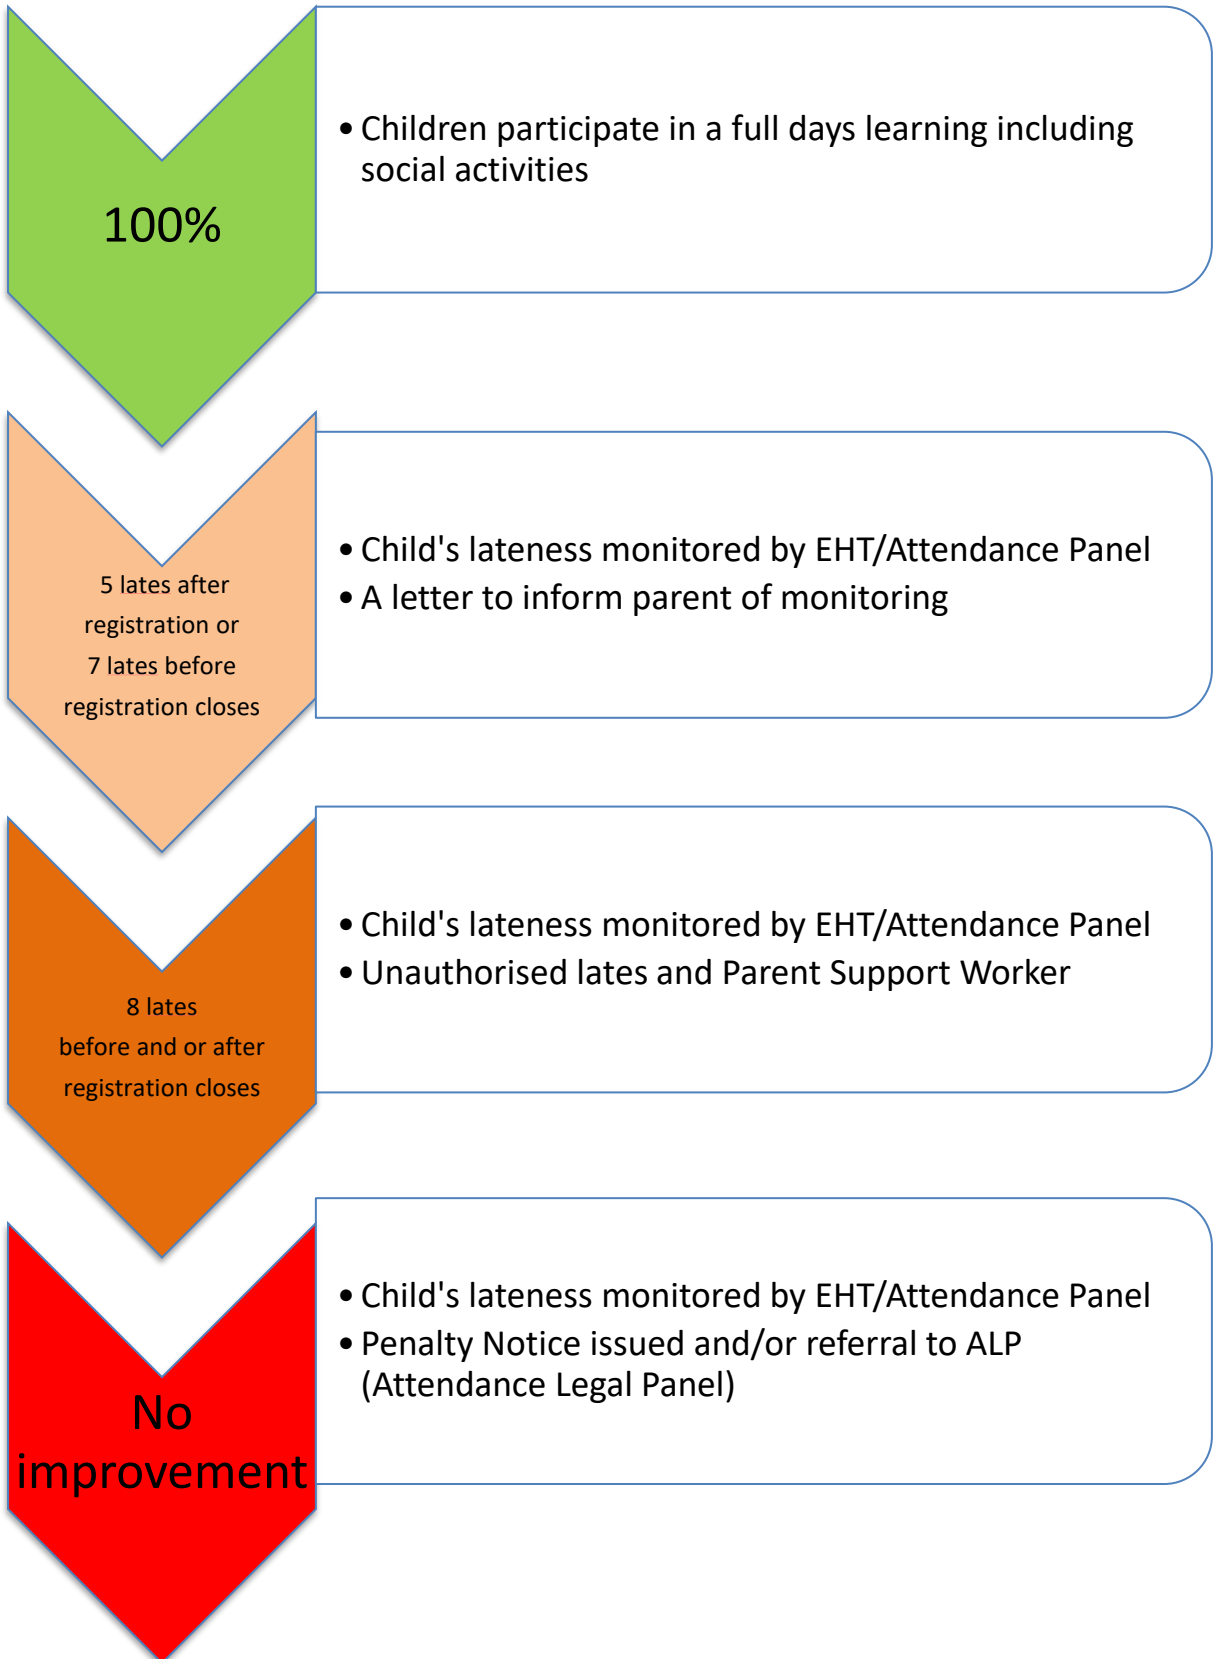 100%
• Children participate in a full days learning including
social activities
5 lates after
registration or
7 lates before
registration closes
• Child's lateness monitored by EHT/Attendance Panel
• A letter to inform parent of monitoring
8 lates
before and or after
registration closes
• Child's lateness monitored by EHT/Attendance Panel
• Unauthorised lates and Parent Support Worker
No
improvement
• Child's lateness monitored by EHT/Attendance Panel
• Penalty Notice issued and/or referral to ALP
(Attendance Legal Panel)